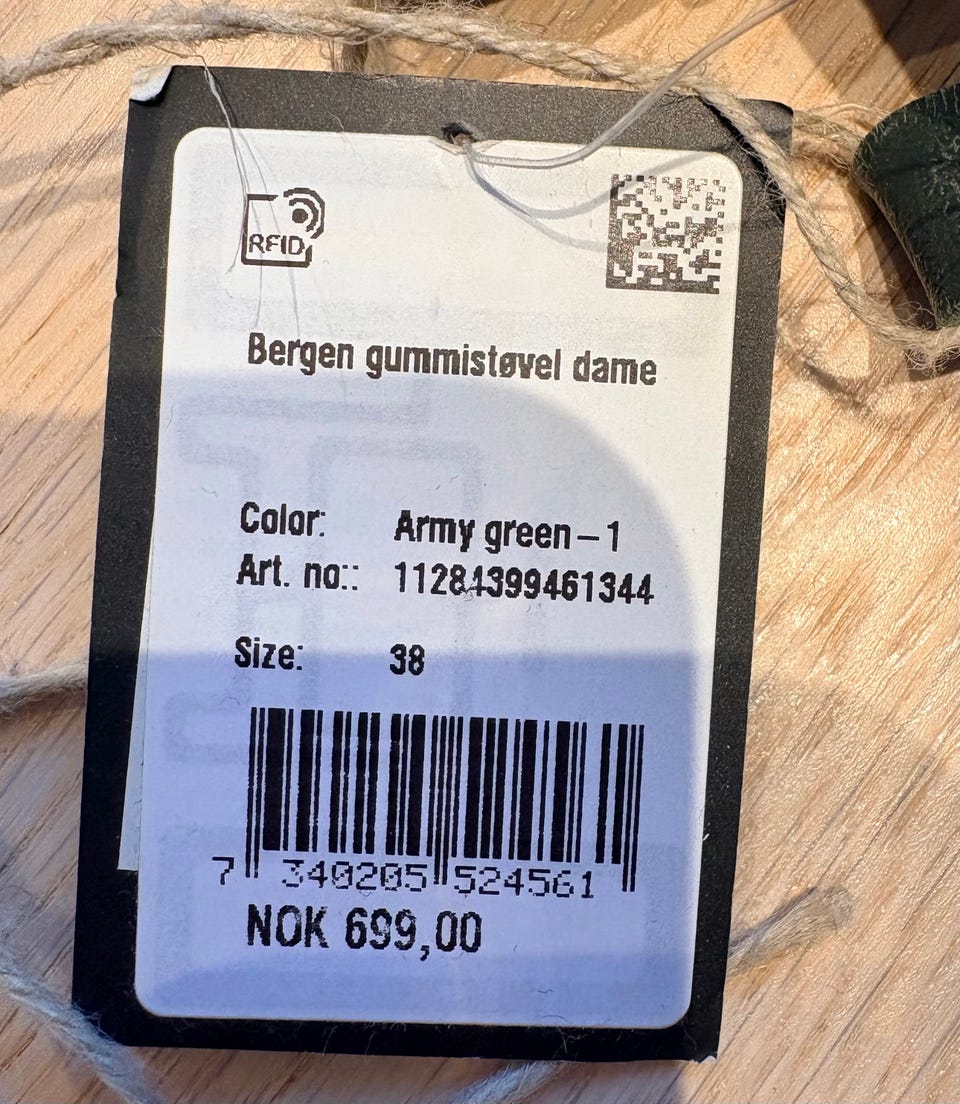 RFID
Bergen gummistøvel dame
Color: Army green-1
Art. no:: 11284399461344
Size: 38
7 340205 524561
NOK 699,00